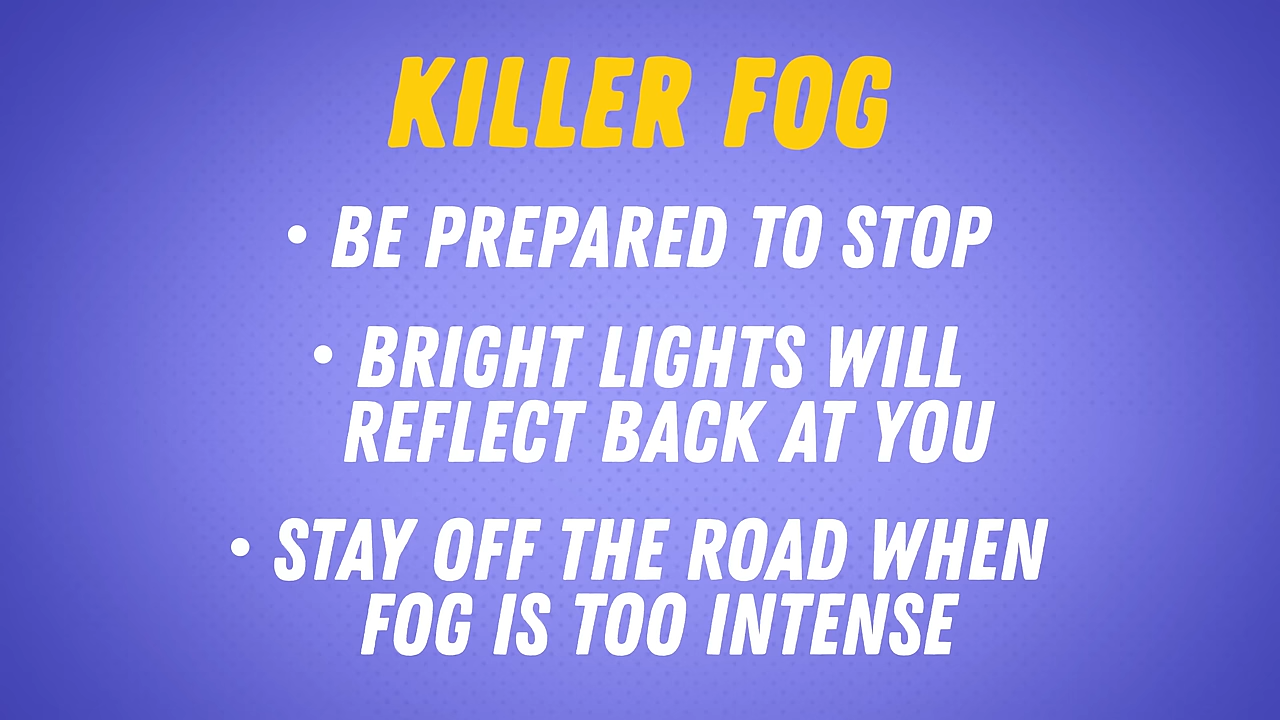 KILLER FOG
• BE PREPARED TO STOP
• BRIGHT LIGHTS WILL
REFLECT BACK AT YOU
• STAY OFF THE ROAD WHEN
FOG IS TOO INTENSE